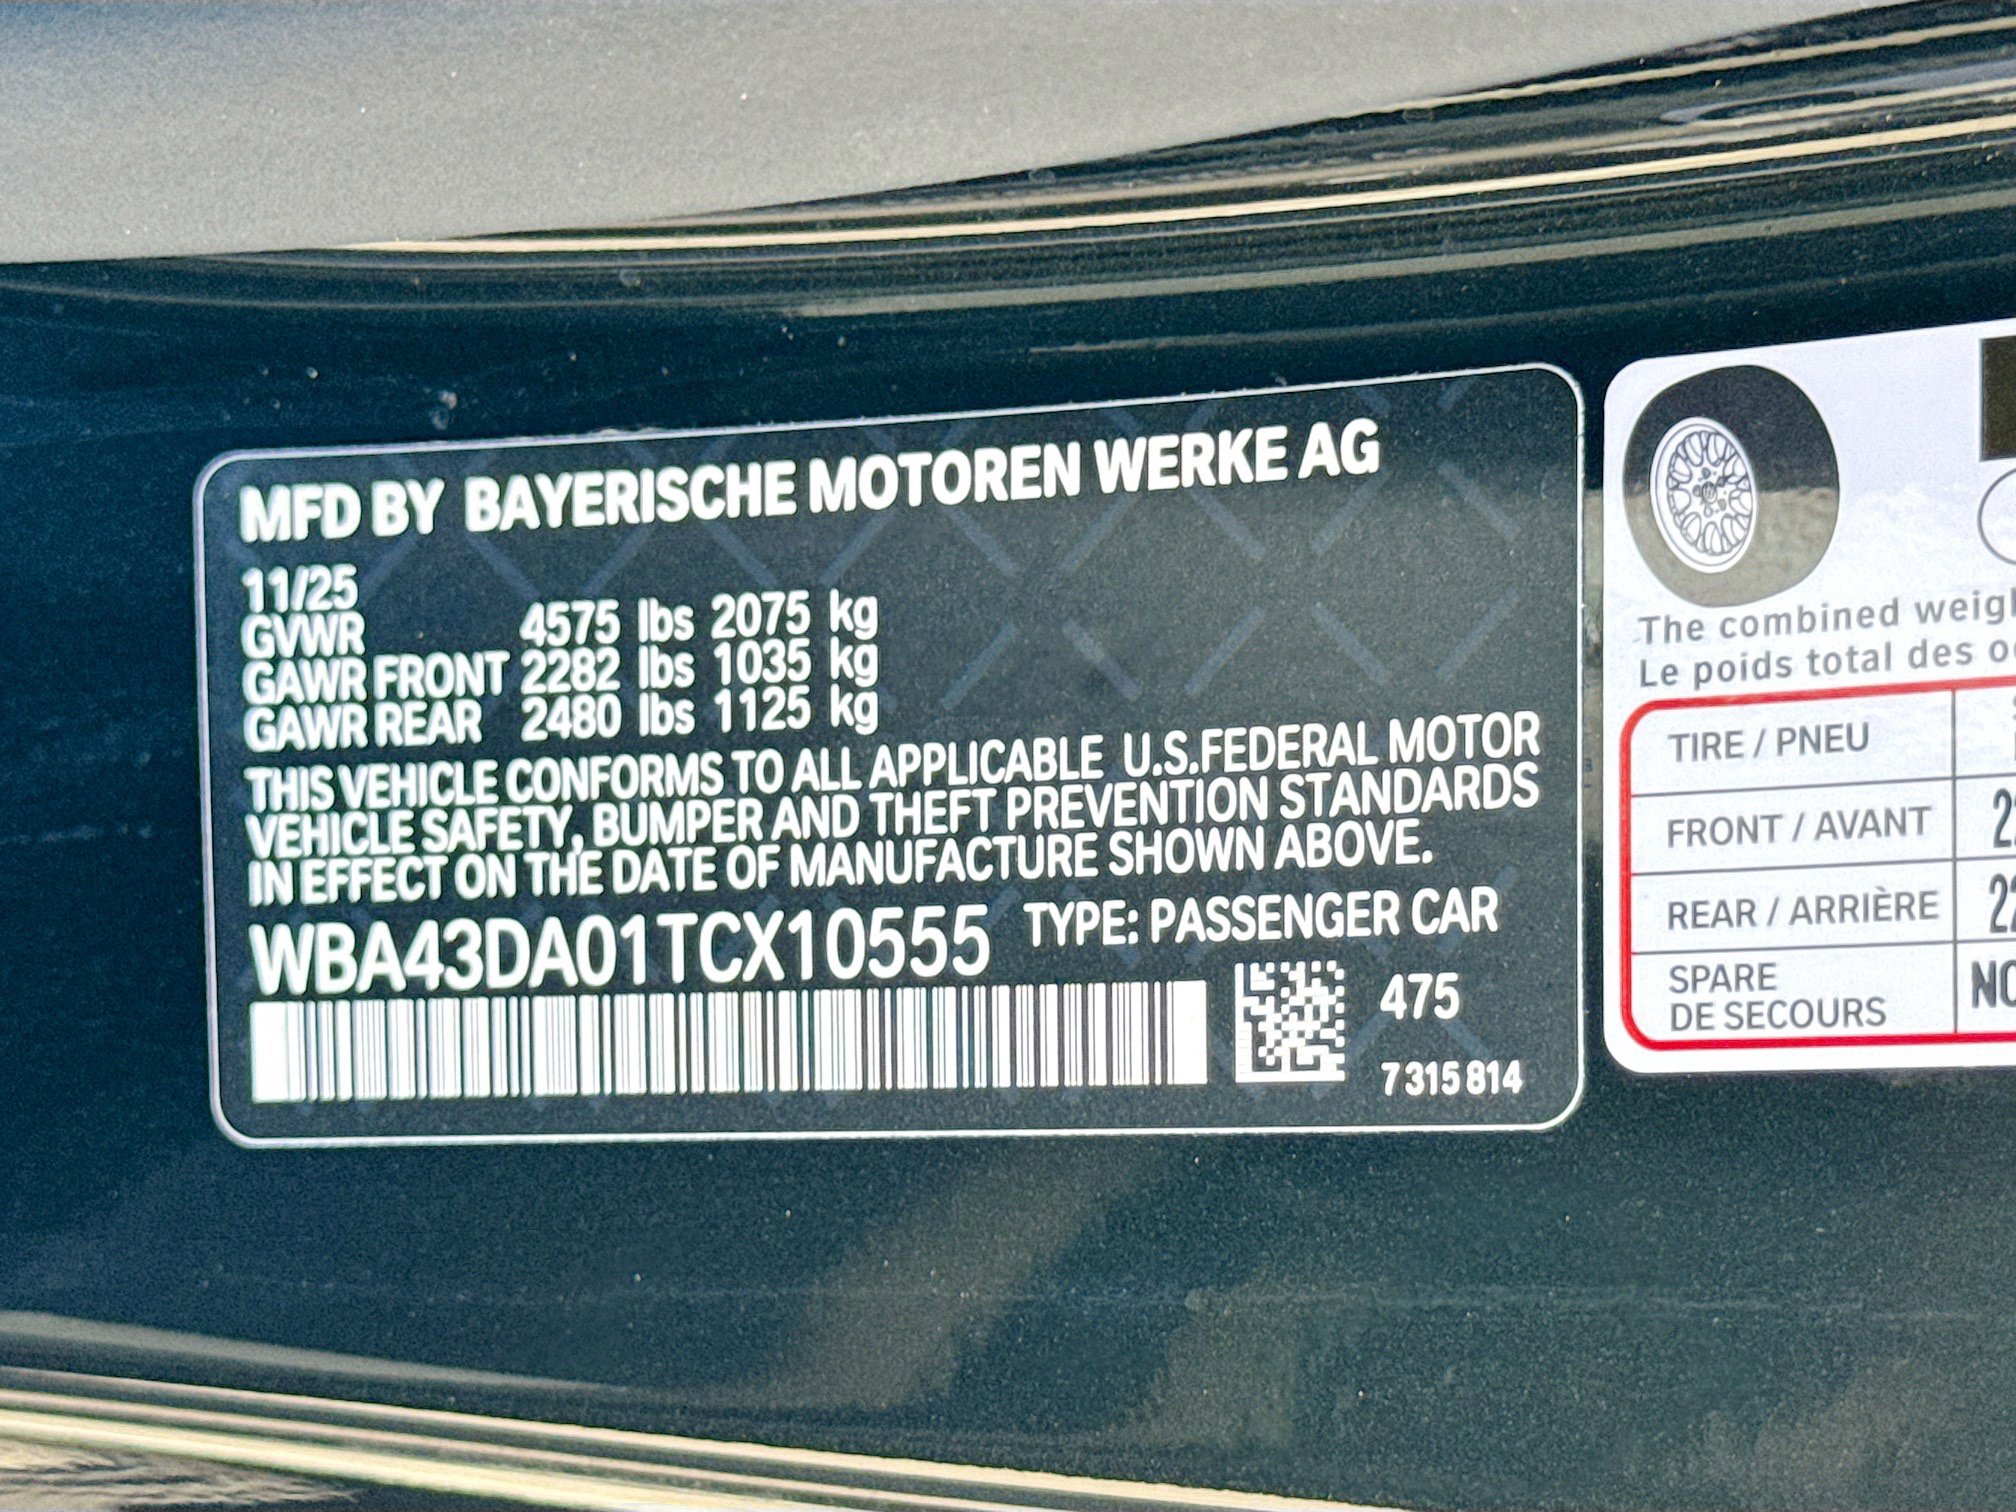 MFD BY BAYERISCHE MOTOREN WERKE AG
11/25
GVWR 4575 lbs 2075 kg
GAWR FRONT 2282 lbs 1035 kg
GAWR REAR 2480 lbs 1125 kg
THIS VEHICLE CONFORMS TO ALL APPLICABLE U.S.FEDERAL MOTOR
VEHICLE SAFETY, BUMPER AND THEFT PREVENTION STANDARDS
IN EFFECT ON THE DATE OF MANUFACTURE SHOWN ABOVE.
WBA43DA01TCX10555 TYPE: PASSENGER CAR
475
7 315 814
The combined
Le poids total des
TIRE / PNEU
FRONT / AVANT
REAR / ARRIÈRE
SPARE
DE SECOURS